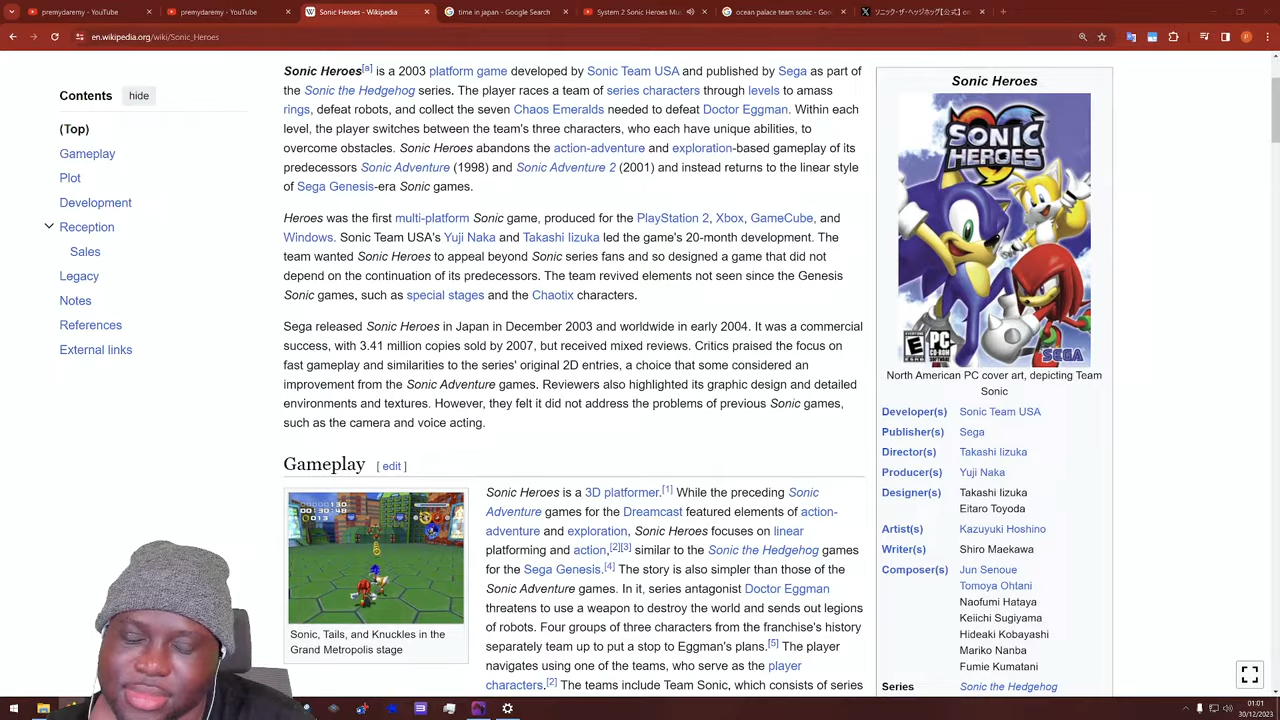 premydaremy - YouTube
premydaremy - YouTube
Sonic Heroes - Wikipedia
time in japan - Google Search
System 2 Sonic Heroes Mu
ocean palace team sonic - Goo
ソニック・ザ・ヘッジホッグ【公式】 on
en.wikipedia.org/wiki/Sonic_Heroes
Contents hide
(Top)
Gameplay
Plot
Development
Reception
Sales
Legacy
Notes
References
External links
Sonic Heroes[a] is a 2003 platform game developed by Sonic Team USA and published by Sega as part of
the Sonic the Hedgehog series. The player races a team of series characters through levels to amass
rings, defeat robots, and collect the seven Chaos Emeralds needed to defeat Doctor Eggman. Within each
level, the player switches between the team's three characters, who each have unique abilities, to
overcome obstacles. Sonic Heroes abandons the action-adventure and exploration-based gameplay of its
predecessors Sonic Adventure (1998) and Sonic Adventure 2 (2001) and instead returns to the linear style
of Sega Genesis-era Sonic games.
Heroes was the first multi-platform Sonic game, produced for the PlayStation 2, Xbox, GameCube, and
Windows. Sonic Team USA's Yuji Naka and Takashi Iizuka led the game's 20-month development. The
team wanted Sonic Heroes to appeal beyond Sonic series fans and so designed a game that did not
depend on the continuation of its predecessors. The team revived elements not seen since the Genesis
Sonic games, such as special stages and the Chaotix characters.
Sega released Sonic Heroes in Japan in December 2003 and worldwide in early 2004. It was a commercial
success, with 3.41 million copies sold by 2007, but received mixed reviews. Critics praised the focus on
fast gameplay and similarities to the series' original 2D entries, a choice that some considered an
improvement from the Sonic Adventure games. Reviewers also highlighted its graphic design and detailed
environments and textures. However, they felt it did not address the problems of previous Sonic games,
such as the camera and voice acting.
Gameplay [ edit ]
Sonic, Tails, and Knuckles in the
Grand Metropolis stage
Sonic Heroes is a 3D platformer.[1] While the preceding Sonic
Adventure games for the Dreamcast featured elements of action-
adventure and exploration, Sonic Heroes focuses on linear
platforming and action,[2][3] similar to the Sonic the Hedgehog games
for the Sega Genesis.[4] The story is also simpler than those of the
Sonic Adventure games. In it, series antagonist Doctor Eggman
threatens to use a weapon to destroy the world and sends out legions
of robots. Four groups of three characters from the franchise's history
separately team up to put a stop to Eggman's plans.[5] The player
navigates using one of the teams, who serve as the player
characters.[2] The teams include Team Sonic, which consists of series
Sonic Heroes
SONIC
HEROES
EVERYONE
E
PC
CD-ROM
SOFTWARE
SEGA
North American PC cover art, depicting Team
Sonic
Developer(s) Sonic Team USA
Publisher(s) Sega
Director(s) Takashi Iizuka
Producer(s) Yuji Naka
Designer(s) Takashi Iizuka
Eitaro Toyoda
Artist(s) Kazuyuki Hoshino
Writer(s) Shiro Maekawa
Composer(s) Jun Senoue
Tomoya Ohtani
Naofumi Hataya
Keiichi Sugiyama
Hideaki Kobayashi
Mariko Nanba
Fumie Kumatani
Series Sonic the Hedgehog
01:01
30/12/2023